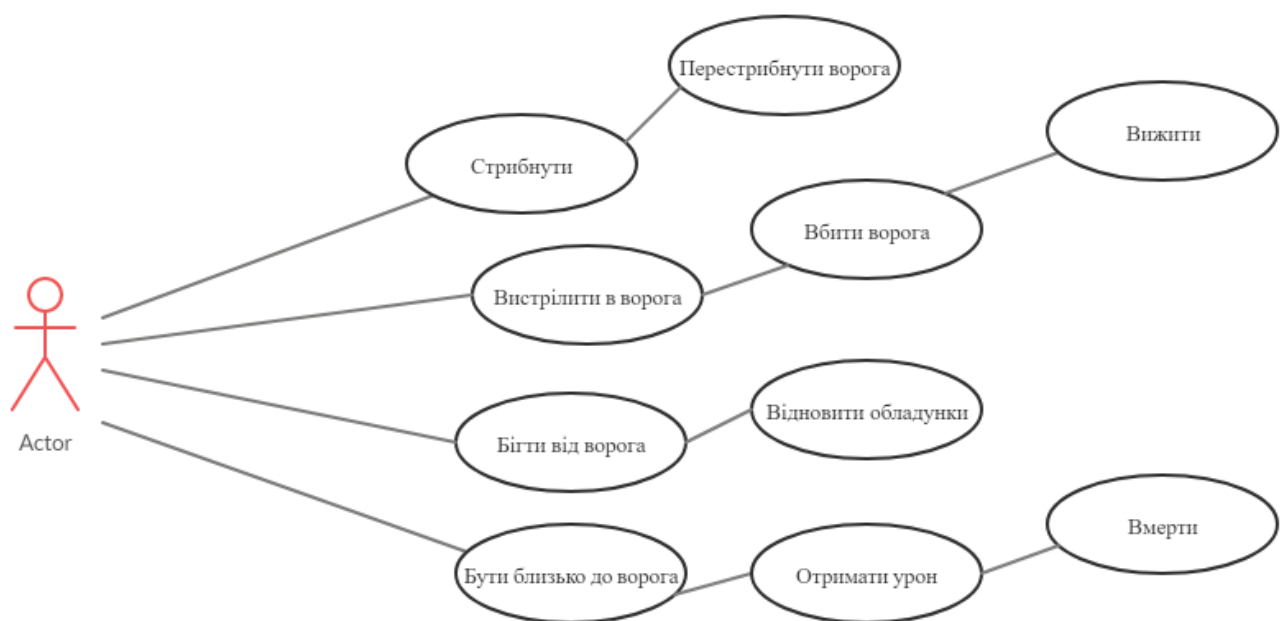 Перестрибнути ворога
Вижити
Стрибнути
Вбити ворога
Вистрілити в ворога
Відновити обладунки
Actor
Бігти від ворога
Вмерти
Бути близько до ворога
Отримати урон